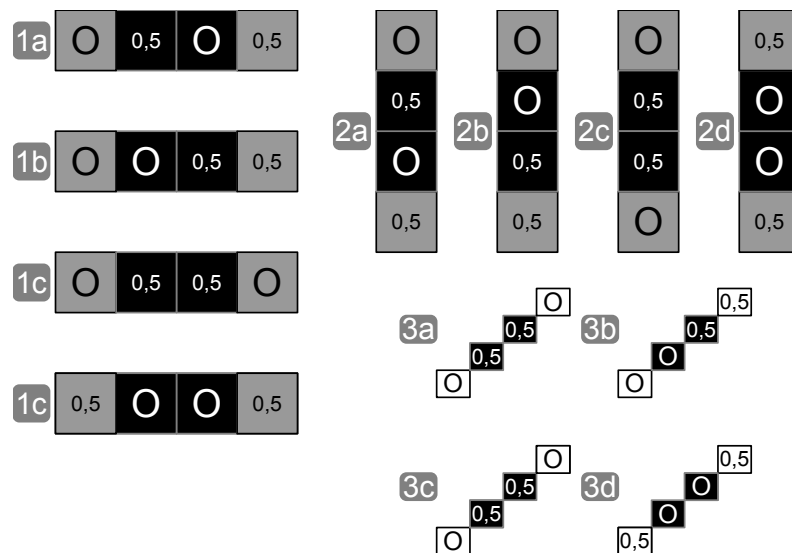 1a O 0,5 O 0,5
1b O O 0,5 0,5
1c O 0,5 0,5 O
1c 0,5 O O 0,5
2a O 0,5 O 0,5
2b O O 0,5 0,5
2c O 0,5 0,5 O
2d 0,5 O O 0,5
3a O 0,5 0,5 O
3b 0,5 0,5 O O
3c O 0,5 0,5 O
3d 0,5 O O 0,5